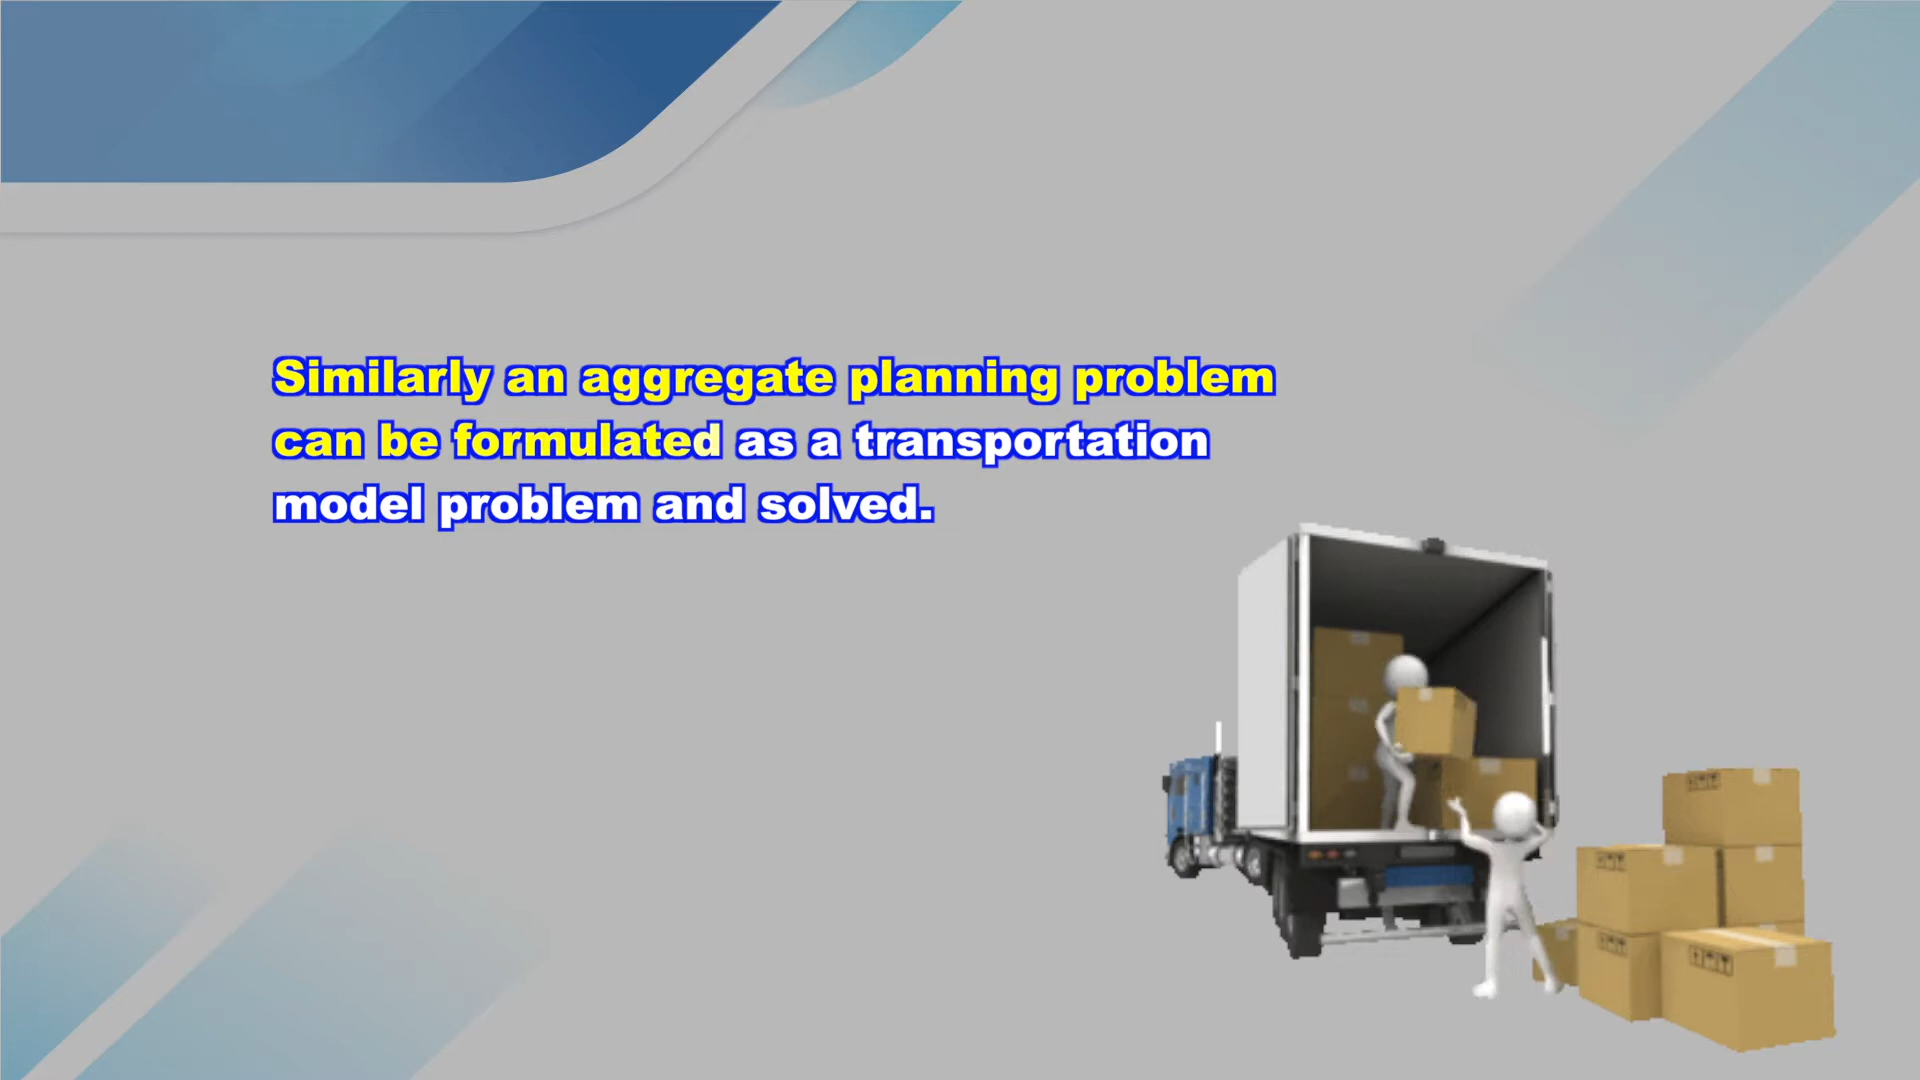 Similarly an aggregate planning problem
can be formulated as a transportation
model problem and solved.